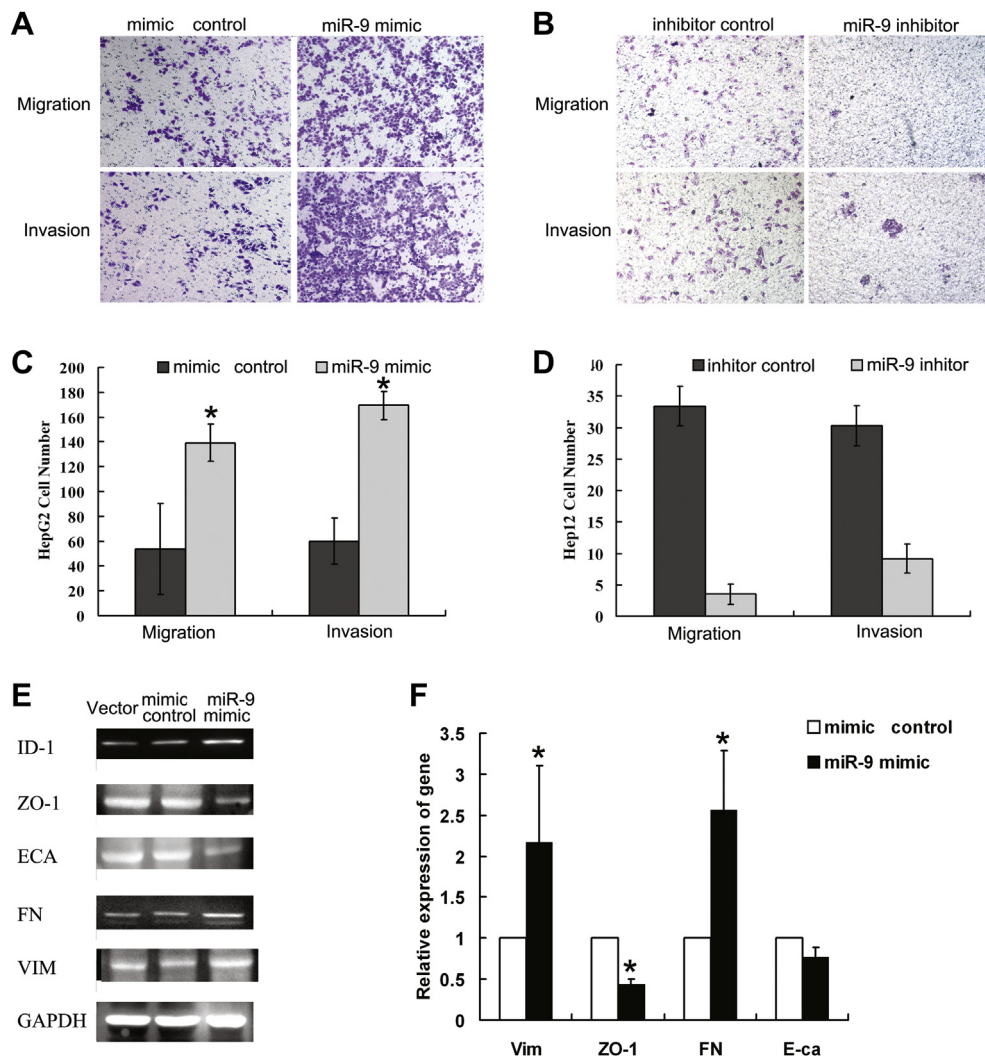 A
mimic control
miR-9 mimic
Migration
Invasion
B
inhibitor control
miR-9 inhibitor
Migration
Invasion
C
mimic control
miR-9 mimic
HepG2 Cell Number
200
180
160
140
120
100
80
60
40
20
0
*
*
Migration
Invasion
D
inhitor control
miR-9 inhitor
Hep12 Cell Number
40
35
30
25
20
15
10
5
0
Migration
Invasion
E
Vector
mimic control
miR-9 mimic
ID-1
ZO-1
ECA
FN
VIM
GAPDH
F
mimic control
miR-9 mimic
Relative expression of gene
3.5
3
2.5
2
1.5
1
0.5
0
*
*
*
Vim
ZO-1
FN
E-ca